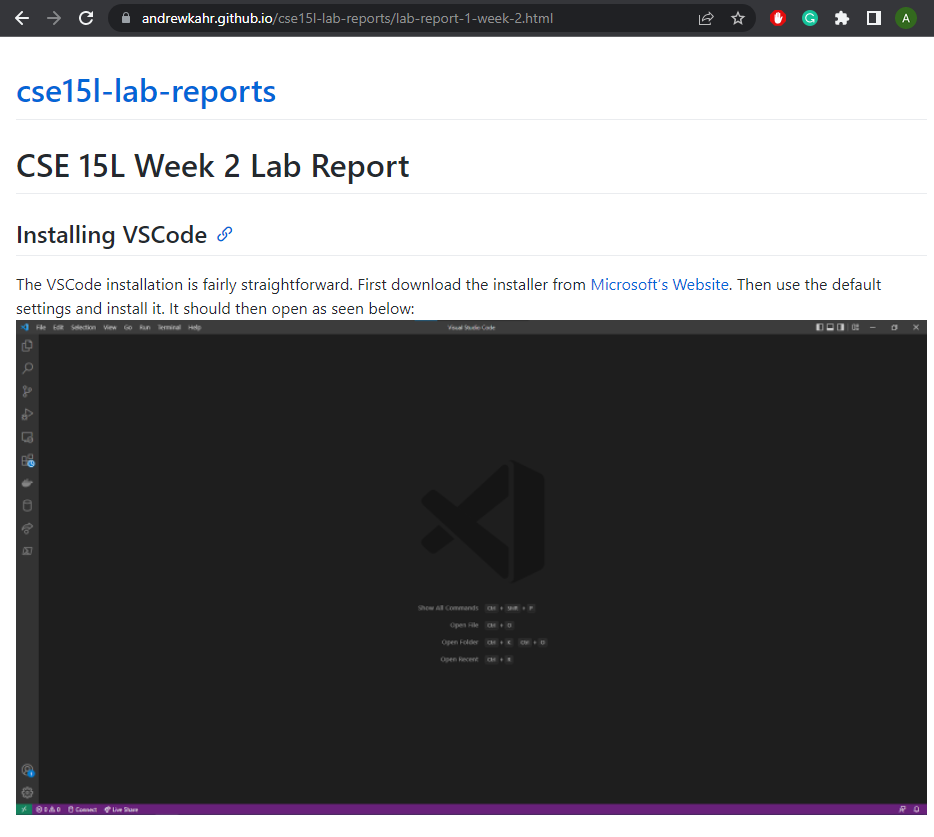 andrewkahr.github.io/cse15l-lab-reports/lab-report-1-week-2.html
A
cse15l-lab-reports
CSE 15L Week 2 Lab Report
Installing VSCode
The VSCode installation is fairly straightforward. First download the installer from Microsoft's Website. Then use the default
settings and install it. It should then open as seen below:
File Edit Selection View Go Run Terminal Help Visual Studio Code
Show All Commands Ctrl + Shift + P
Open File Ctrl + O
Open Folder Ctrl + K Ctrl + O
Open Recent Ctrl + R
0 0 Connect Live Share